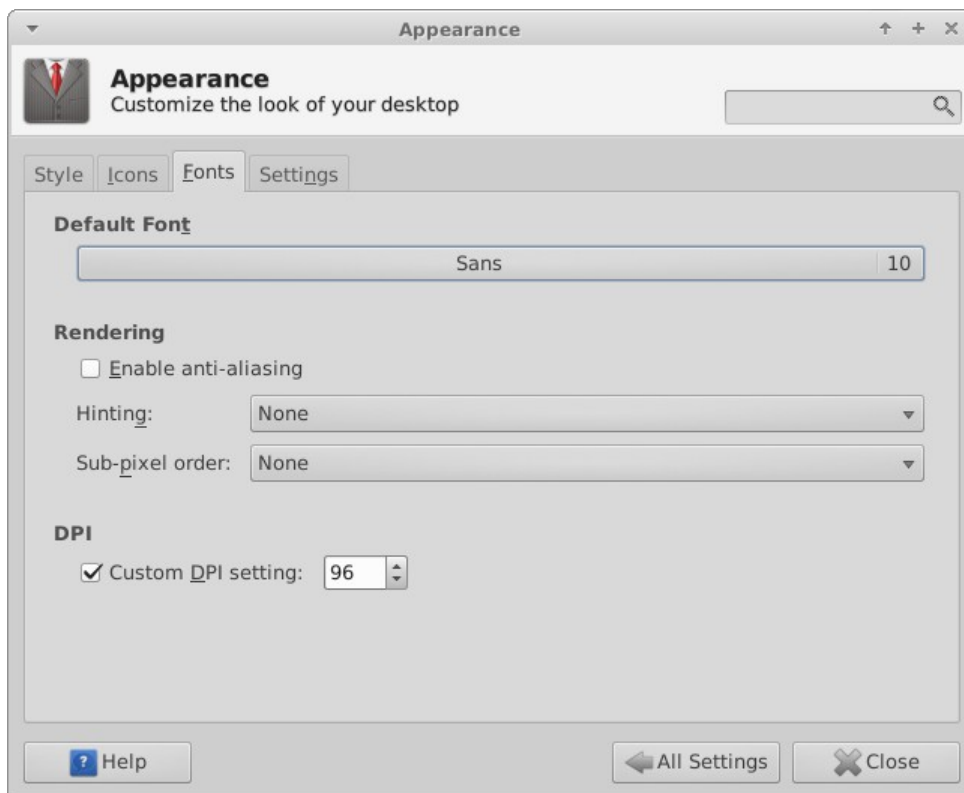 Appearance
Appearance
Customize the look of your desktop
Style Icons Fonts Settings
Default Font
Sans 10
Rendering
Enable anti-aliasing
Hinting: None
Sub-pixel order: None
DPI
Custom DPI setting: 96
? Help All Settings Close